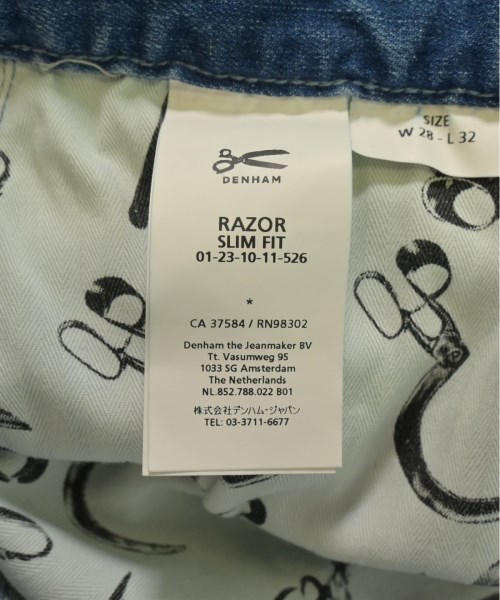 DENHAM
RAZOR
SLIM FIT
01-23-10-11-526
*
CA 37584 / RN98302
Denham the Jeanmaker BV
Tt. Vasumweg 95
1033 SG Amsterdam
The Netherlands
NL.852.788.022 B01
株式会社デンハム・ジャパン
TEL: 03-3711-6677
SIZE
W 28 - L 32